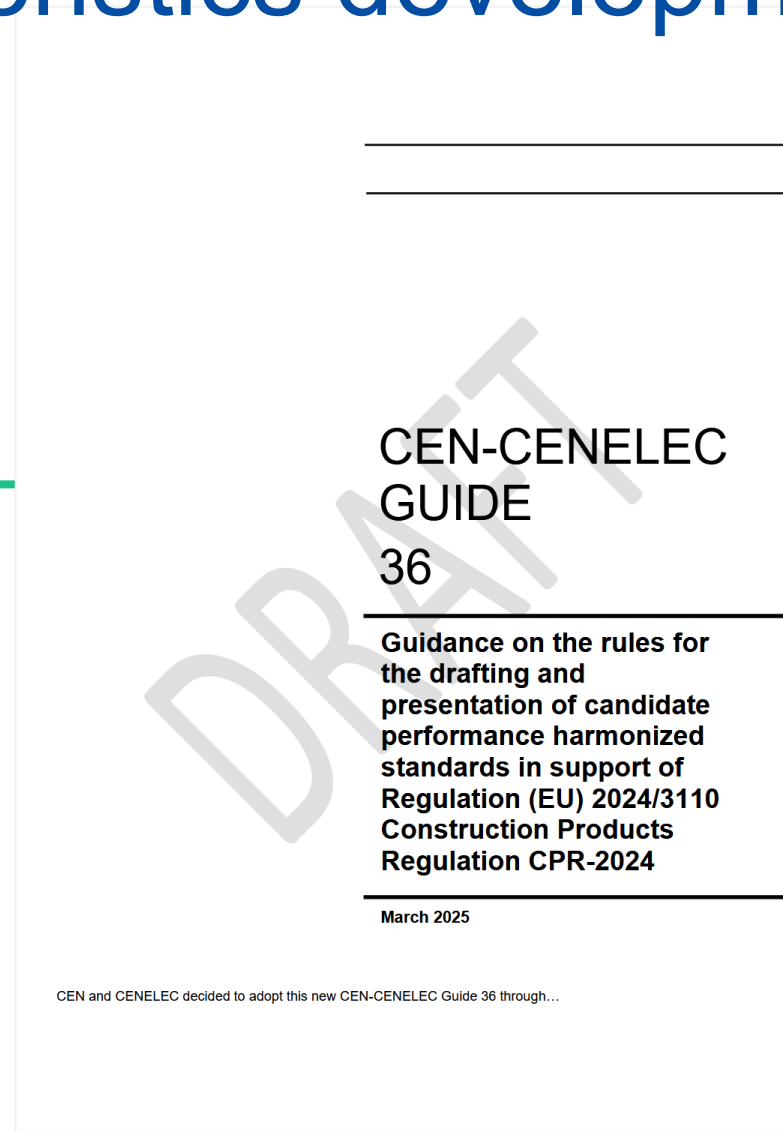 development
CEN-CENELEC
GUIDE
36
Guidance on the rules for
the drafting and
presentation of candidate
performance harmonized
standards in support of
Regulation (EU) 2024/3110
Construction Products
Regulation CPR-2024
March 2025
CEN and CENELEC decided to adopt this new CEN-CENELEC Guide 36 through…
DRAFT